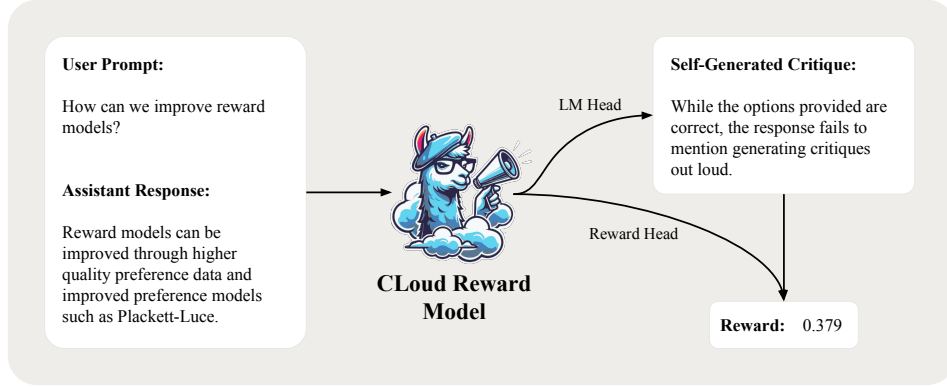 User Prompt:
How can we improve reward
models?
Assistant Response:
Reward models can be
improved through higher
quality preference data and
improved preference models
such as Plackett-Luce.
CLoud Reward
Model
LM Head
Reward Head
Self-Generated Critique:
While the options provided are
correct, the response fails to
mention generating critiques
out loud.
Reward: 0.379